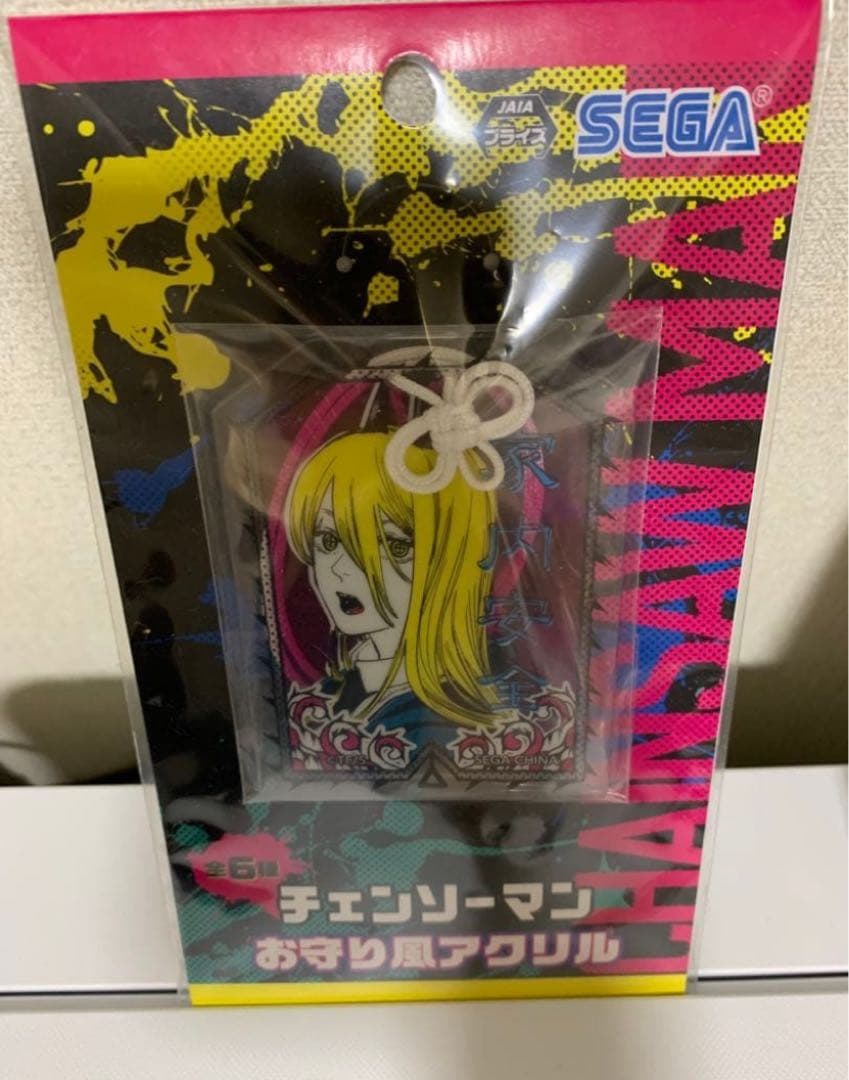 JAIA
プライズ
SEGA®
CHAINSAW MAN
家内安全
SEGA CHINA
全6種
チェンソーマン
お守り風アクリル